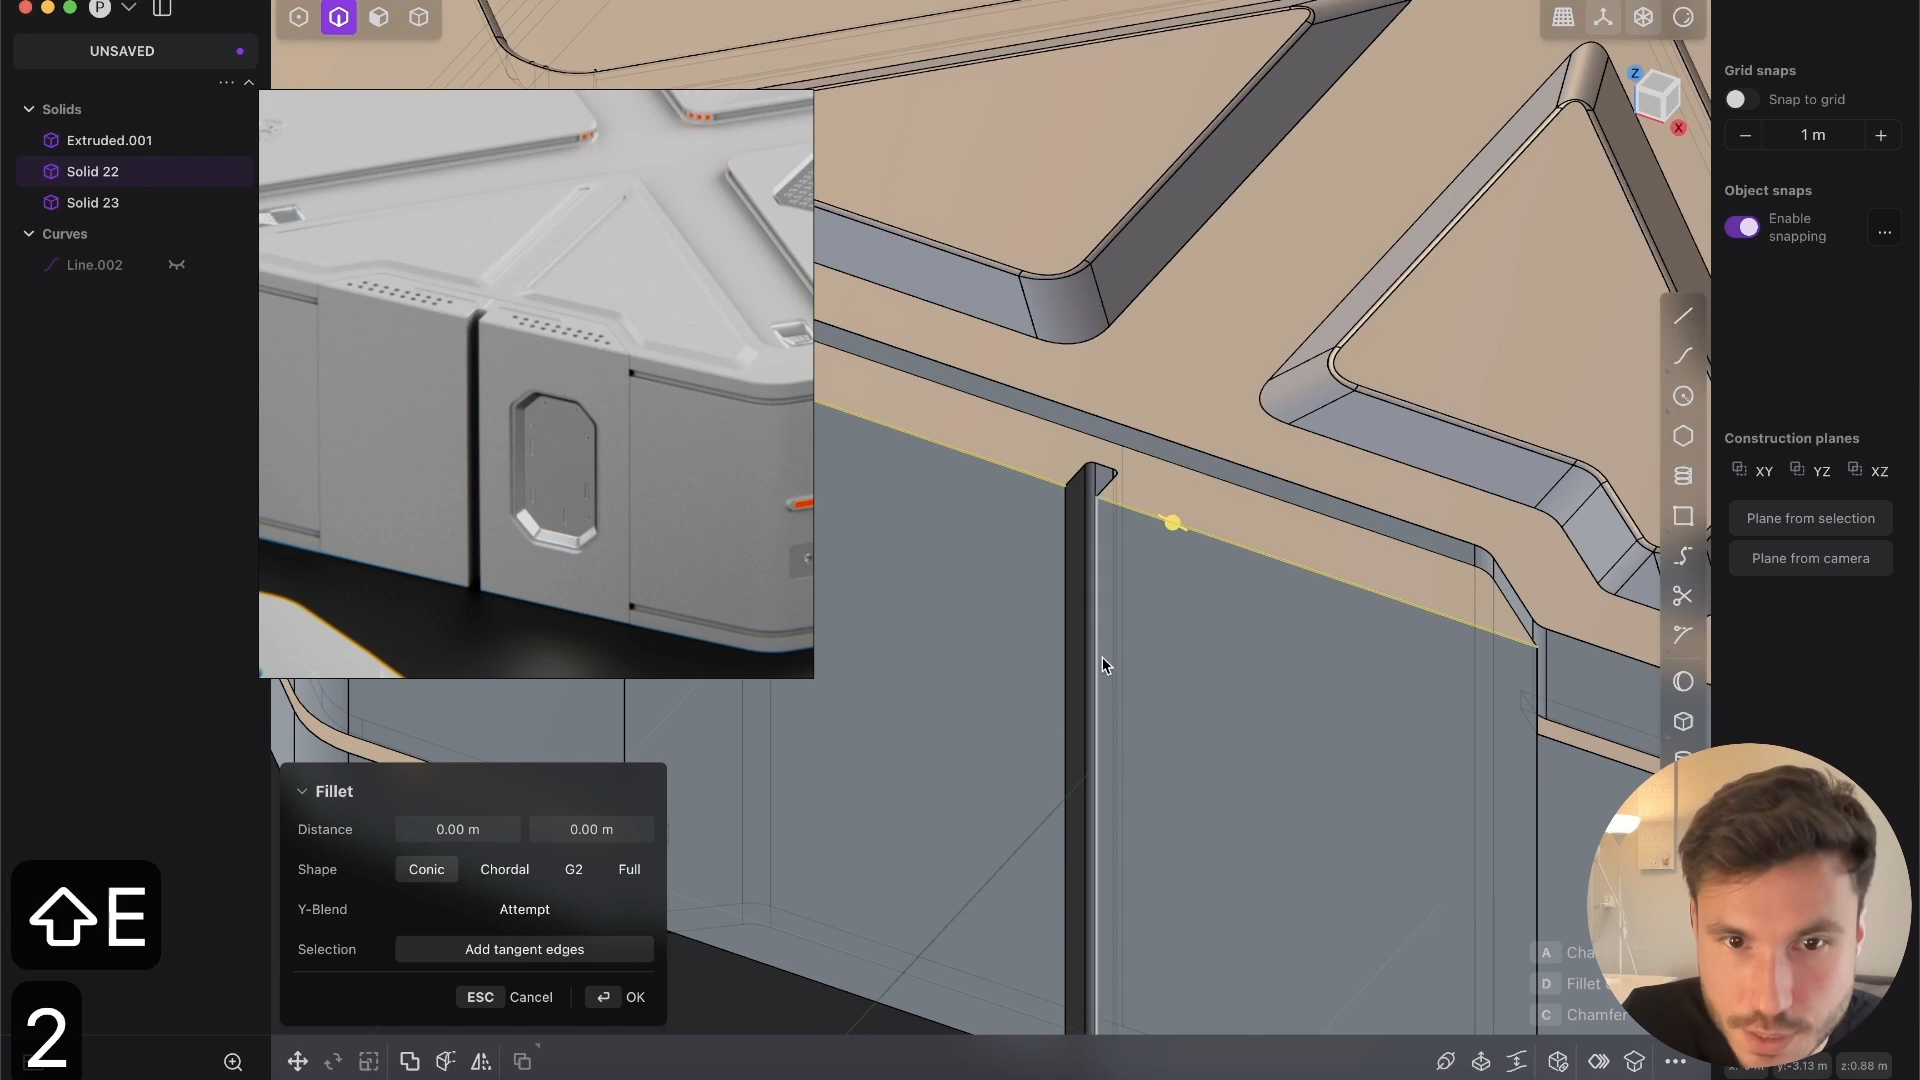 P
UNSAVED
Solids
Extruded.001
Solid 22
Solid 23
Curves
Line.002
Grid snaps
Snap to grid
1 m
Object snaps
Enable snapping
...
Construction planes
XY YZ XZ
Plane from selection
Plane from camera
Z
X
Fillet
Distance 0.00 m 0.00 m
Shape Conic Chordal G2 Full
Y-Blend Attempt
Selection Add tangent edges
ESC Cancel OK
E
2
A
D Fillet
C Chamfer
y:-3.13 m z:0.88 m